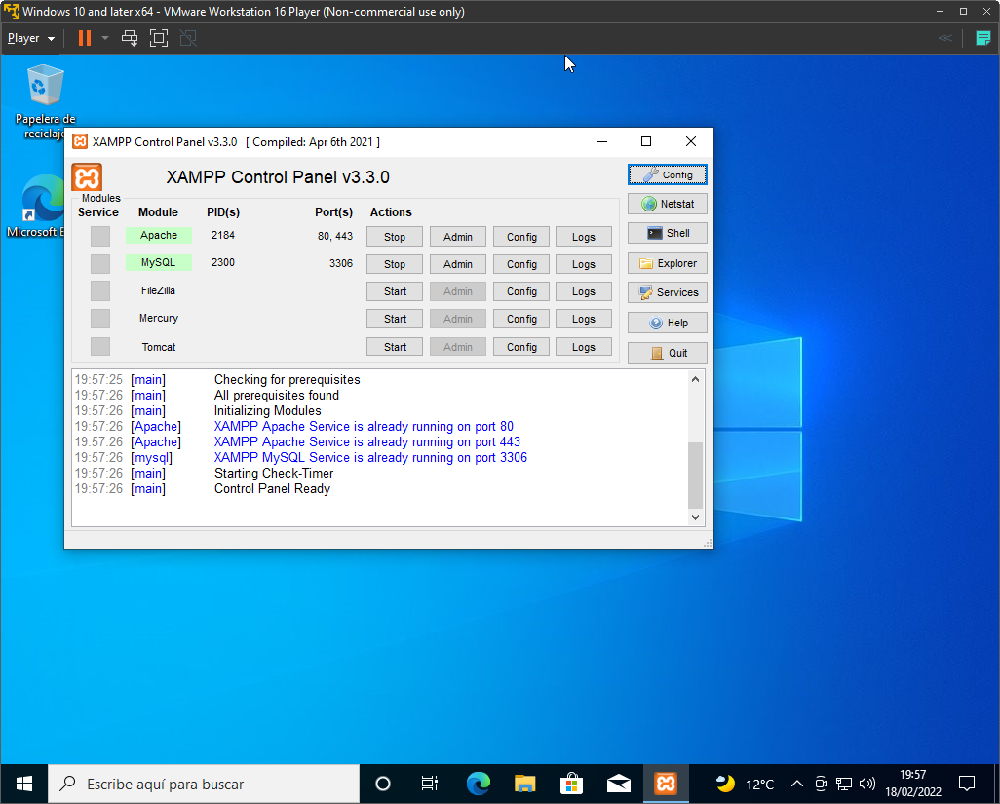 Windows 10 and later x64 - VMware Workstation 16 Player (Non-commercial use only)
Player
Papelera de
reciclaje
Microsoft E
XAMPP Control Panel v3.3.0 [ Compiled: Apr 6th 2021 ]
XAMPP Control Panel v3.3.0
Config
Modules
Service Module PID(s) Port(s) Actions
Netstat
Apache 2184 80, 443 Stop Admin Config Logs
Shell
MySQL 2300 3306 Stop Admin Config Logs
Explorer
FileZilla Start Admin Config Logs
Services
Mercury Start Admin Config Logs
Help
Tomcat Start Admin Config Logs
Quit
19:57:25 [main] Checking for prerequisites
19:57:26 [main] All prerequisites found
19:57:26 [main] Initializing Modules
19:57:26 [Apache] XAMPP Apache Service is already running on port 80
19:57:26 [Apache] XAMPP Apache Service is already running on port 443
19:57:26 [mysql] XAMPP MySQL Service is already running on port 3306
19:57:26 [main] Starting Check-Timer
19:57:26 [main] Control Panel Ready
Escribe aquí para buscar
12°C
19:57
18/02/2022